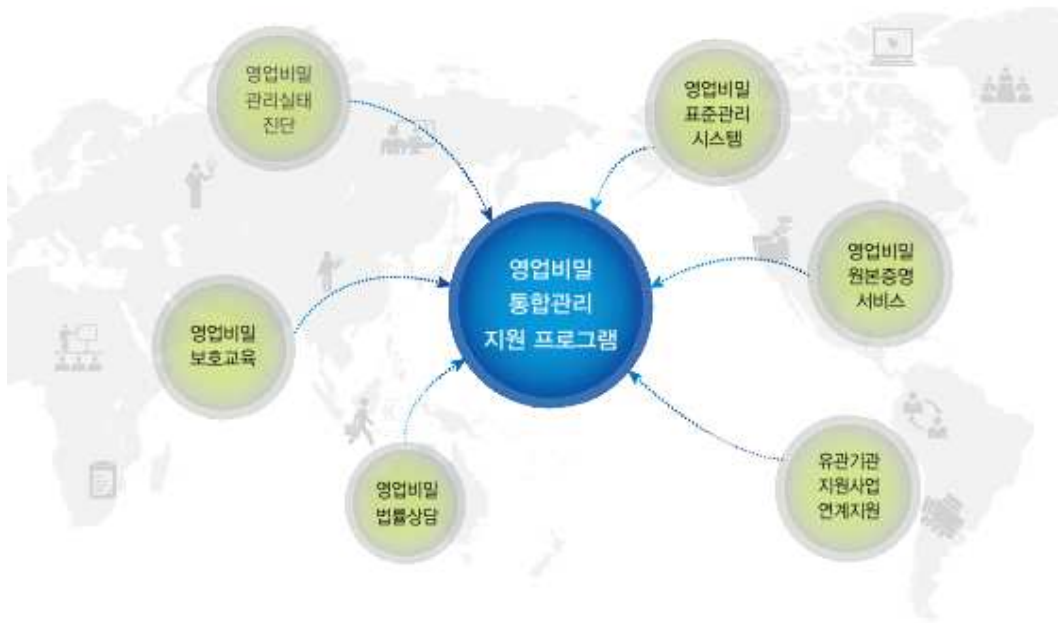 영업비밀
관리실태
진단
영업비밀
표준관리
시스템
영업비밀
통합관리
지원 프로그램
영업비밀
원본증명
서비스
영업비밀
보호교육
영업비밀
법률상담
유관기관
지원사업
연계지원